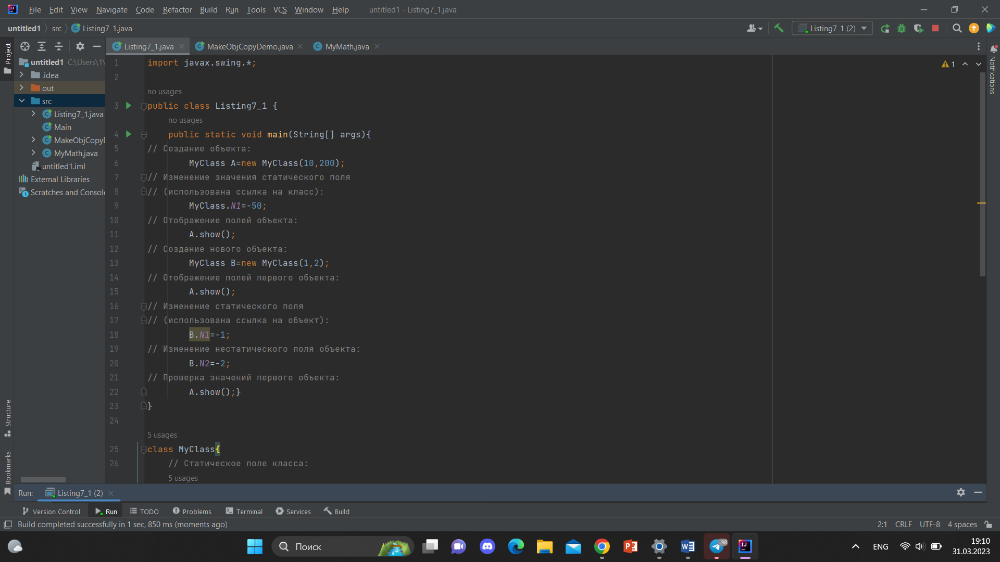 File Edit View Navigate Code Refactor Build Run Tools VCS Window Help untitled1 - Listing7_1.java
untitled1 src Listing7_1.java Listing7_1 (2)
Project
Listing7_1.java MakeObjCopyDemo.java MyMath.java
untitled1 C:\Users\1\
.idea
out
src
Listing7_1.java
Main
MakeObjCopyD
MyMath.java
untitled1.iml
External Libraries
Scratches and Console
Structure
Bookmarks
1 import javax.swing.*;
2
no usages
3 public class Listing7_1 {
no usages
4 public static void main(String[] args){
5 // Создание объекта:
6 MyClass A=new MyClass(10,200);
7 // Изменение значения статического поля
8 // (использована ссылка на класс):
9 MyClass.N1=-50;
10 // Отображение полей объекта:
11 A.show();
12 // Создание нового объекта:
13 MyClass B=new MyClass(1,2);
14 // Отображение полей первого объекта:
15 A.show();
16 // Изменение статического поля
17 // (использована ссылка на объект):
18 B.N1=-1;
19 // Изменение нестатического поля объекта:
20 B.N2=-2;
21 // Проверка значений первого объекта:
22 A.show();}
23 }
24
5 usages
25 class MyClass{
26 // Статическое поле класса:
5 usages
1
Notifications
Run: Listing7_1 (2)
Version Control Run TODO Problems Terminal Services Build
Build completed successfully in 1 sec, 850 ms (moments ago) 2:1 CRLF UTF-8 4 spaces
Поиск 98 ENG 19:10
31.03.2023